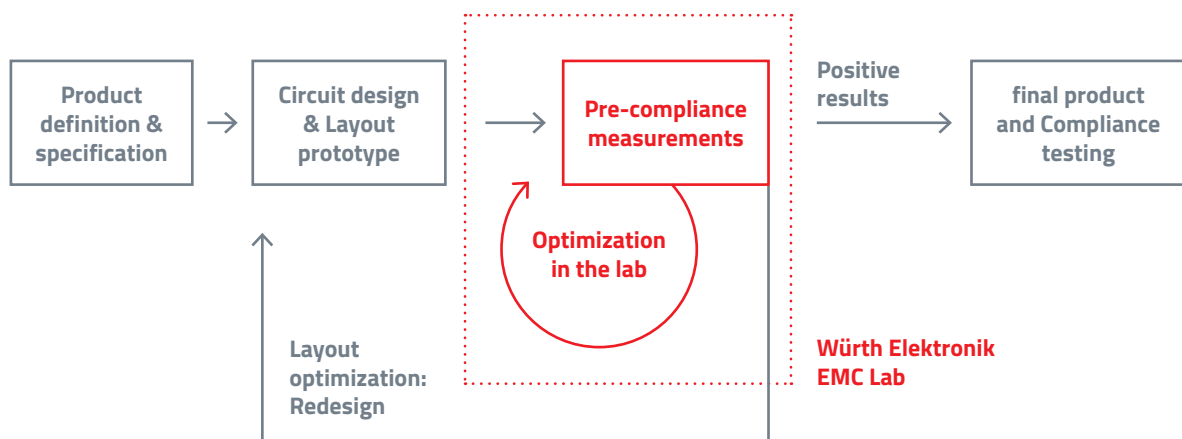 Product
definition &
specification
Circuit design
& Layout
prototype
Pre-compliance
measurements
Positive
results
final product
and Compliance
testing
Optimization
in the lab
Layout
optimization:
Redesign
Würth Elektronik
EMC Lab